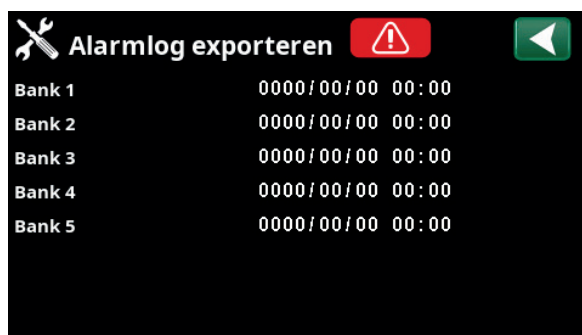 Alarmlog exporteren
Bank 1 0000/00/00 00:00
Bank 2 0000/00/00 00:00
Bank 3 0000/00/00 00:00
Bank 4 0000/00/00 00:00
Bank 5 0000/00/00 00:00